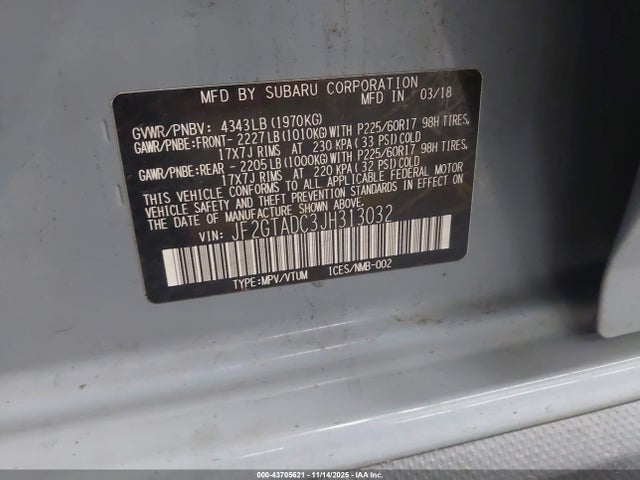 MFD BY SUBARU CORPORATION
MFD IN 03/18
GVWR/PNBV: 4343LB(1970KG)
GAWR/PNBE:FRONT-2227LB(1010KG)WITH P225/60R17 98H TIRES,
17X7J RIMS AT 230 KPA(33 PSI)COLD
GAWR/PNBE:REAR -2205LB(1000KG)WITH P225/60R17 98H TIRES,
17X7J RIMS AT 220 KPA(32 PSI)COLD
THIS VEHICLE CONFORMS TO ALL APPLICABLE FEDERAL MOTOR
VEHICLE SAFETY AND THEFT PREVENTION STANDARDS IN EFFECT
ON THE DATE OF MANUFACTURE SHOWN ABOVE.
VIN: JF2GTADC3JH313032
TYPE:MPV/VTUM ICES/NMB-002
000-43705621 - 11/14/2025 - IAAI.COM